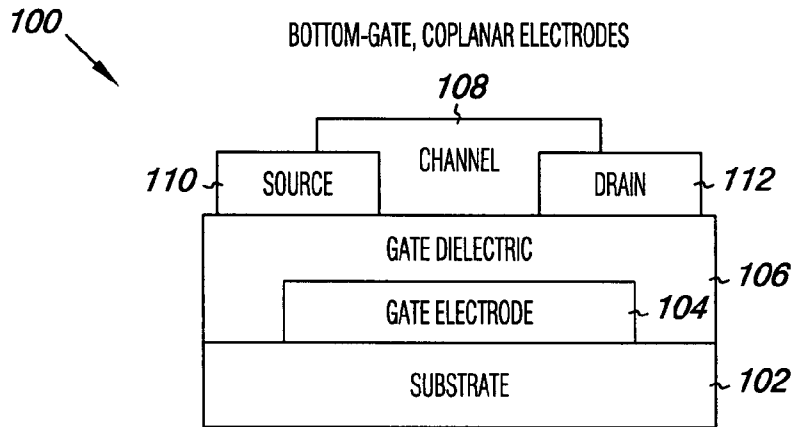 100
BOTTOM-GATE, COPLANAR ELECTRODES
108
CHANNEL
110
SOURCE
DRAIN
112
GATE DIELECTRIC
106
GATE ELECTRODE
104
SUBSTRATE
102